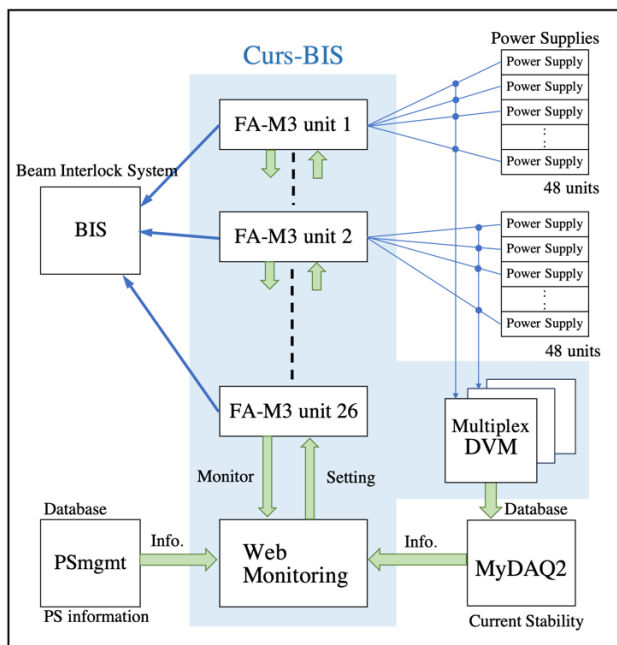 Power Supplies
Curs-BIS
Power Supply
Power Supply
Power Supply
⋮ ⋮
Power Supply
48 units
FA-M3 unit 1
Beam Interlock System
BIS
FA-M3 unit 2
Power Supply
Power Supply
Power Supply
⋮ ⋮
Power Supply
48 units
FA-M3 unit 26
Multiplex
DVM
Monitor
Setting
Database
PSmgmt
PS information
Info.
Web
Monitoring
Info.
Database
MyDAQ2
Current Stability